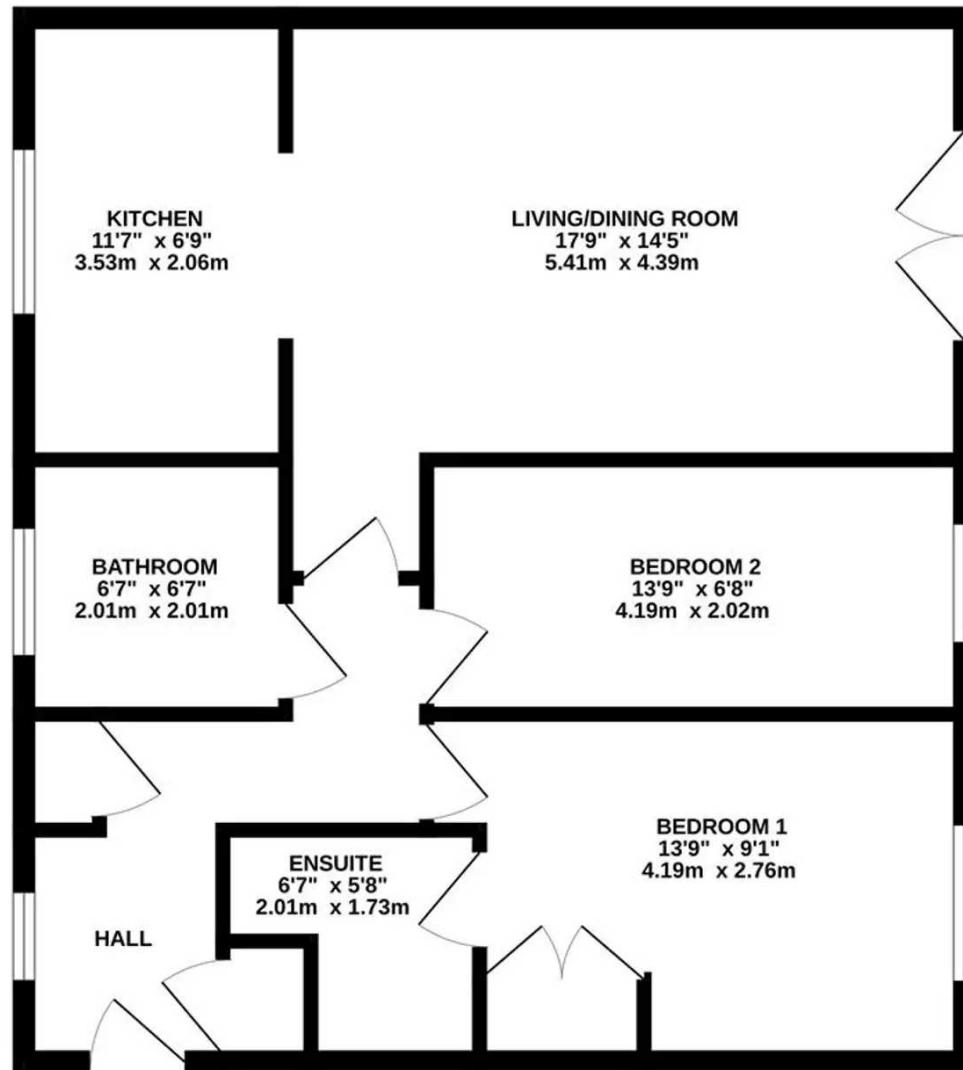 KITCHEN
11'7" x 6'9"
3.53m x 2.06m
LIVING/DINING ROOM
17'9" x 14'5"
5.41m x 4.39m
BATHROOM
6'7" x 6'7"
2.01m x 2.01m
BEDROOM 2
13'9" x 6'8"
4.19m x 2.02m
BEDROOM 1
13'9" x 9'1"
4.19m x 2.76m
ENSUITE
6'7" x 5'8"
2.01m x 1.73m
HALL